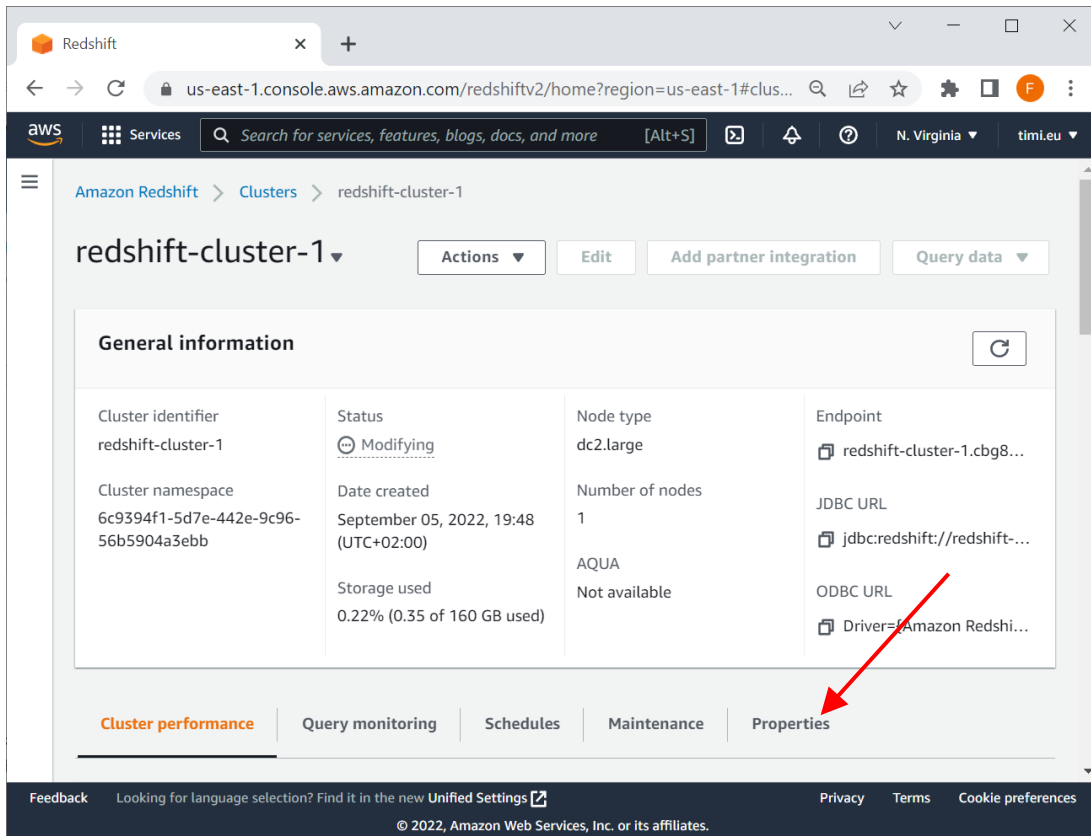 Redshift
us-east-1.console.aws.amazon.com/redshiftv2/home?region=us-east-1#clus...
F
aws
Services
Search for services, features, blogs, docs, and more [Alt+S]
N. Virginia
timi.eu
Amazon Redshift > Clusters > redshift-cluster-1
redshift-cluster-1
Actions
Edit
Add partner integration
Query data
General information
Cluster identifier
redshift-cluster-1
Cluster namespace
6c9394f1-5d7e-442e-9c96-
56b5904a3ebb
Status
Modifying
Date created
September 05, 2022, 19:48
(UTC+02:00)
Storage used
0.22% (0.35 of 160 GB used)
Node type
dc2.large
Number of nodes
1
AQUA
Not available
Endpoint
redshift-cluster-1.cbg8...
JDBC URL
jdbc:redshift://redshift-...
ODBC URL
Driver={Amazon Redshi...
Cluster performance
Query monitoring
Schedules
Maintenance
Properties
Feedback
Looking for language selection? Find it in the new Unified Settings
Privacy
Terms
Cookie preferences
© 2022, Amazon Web Services, Inc. or its affiliates.